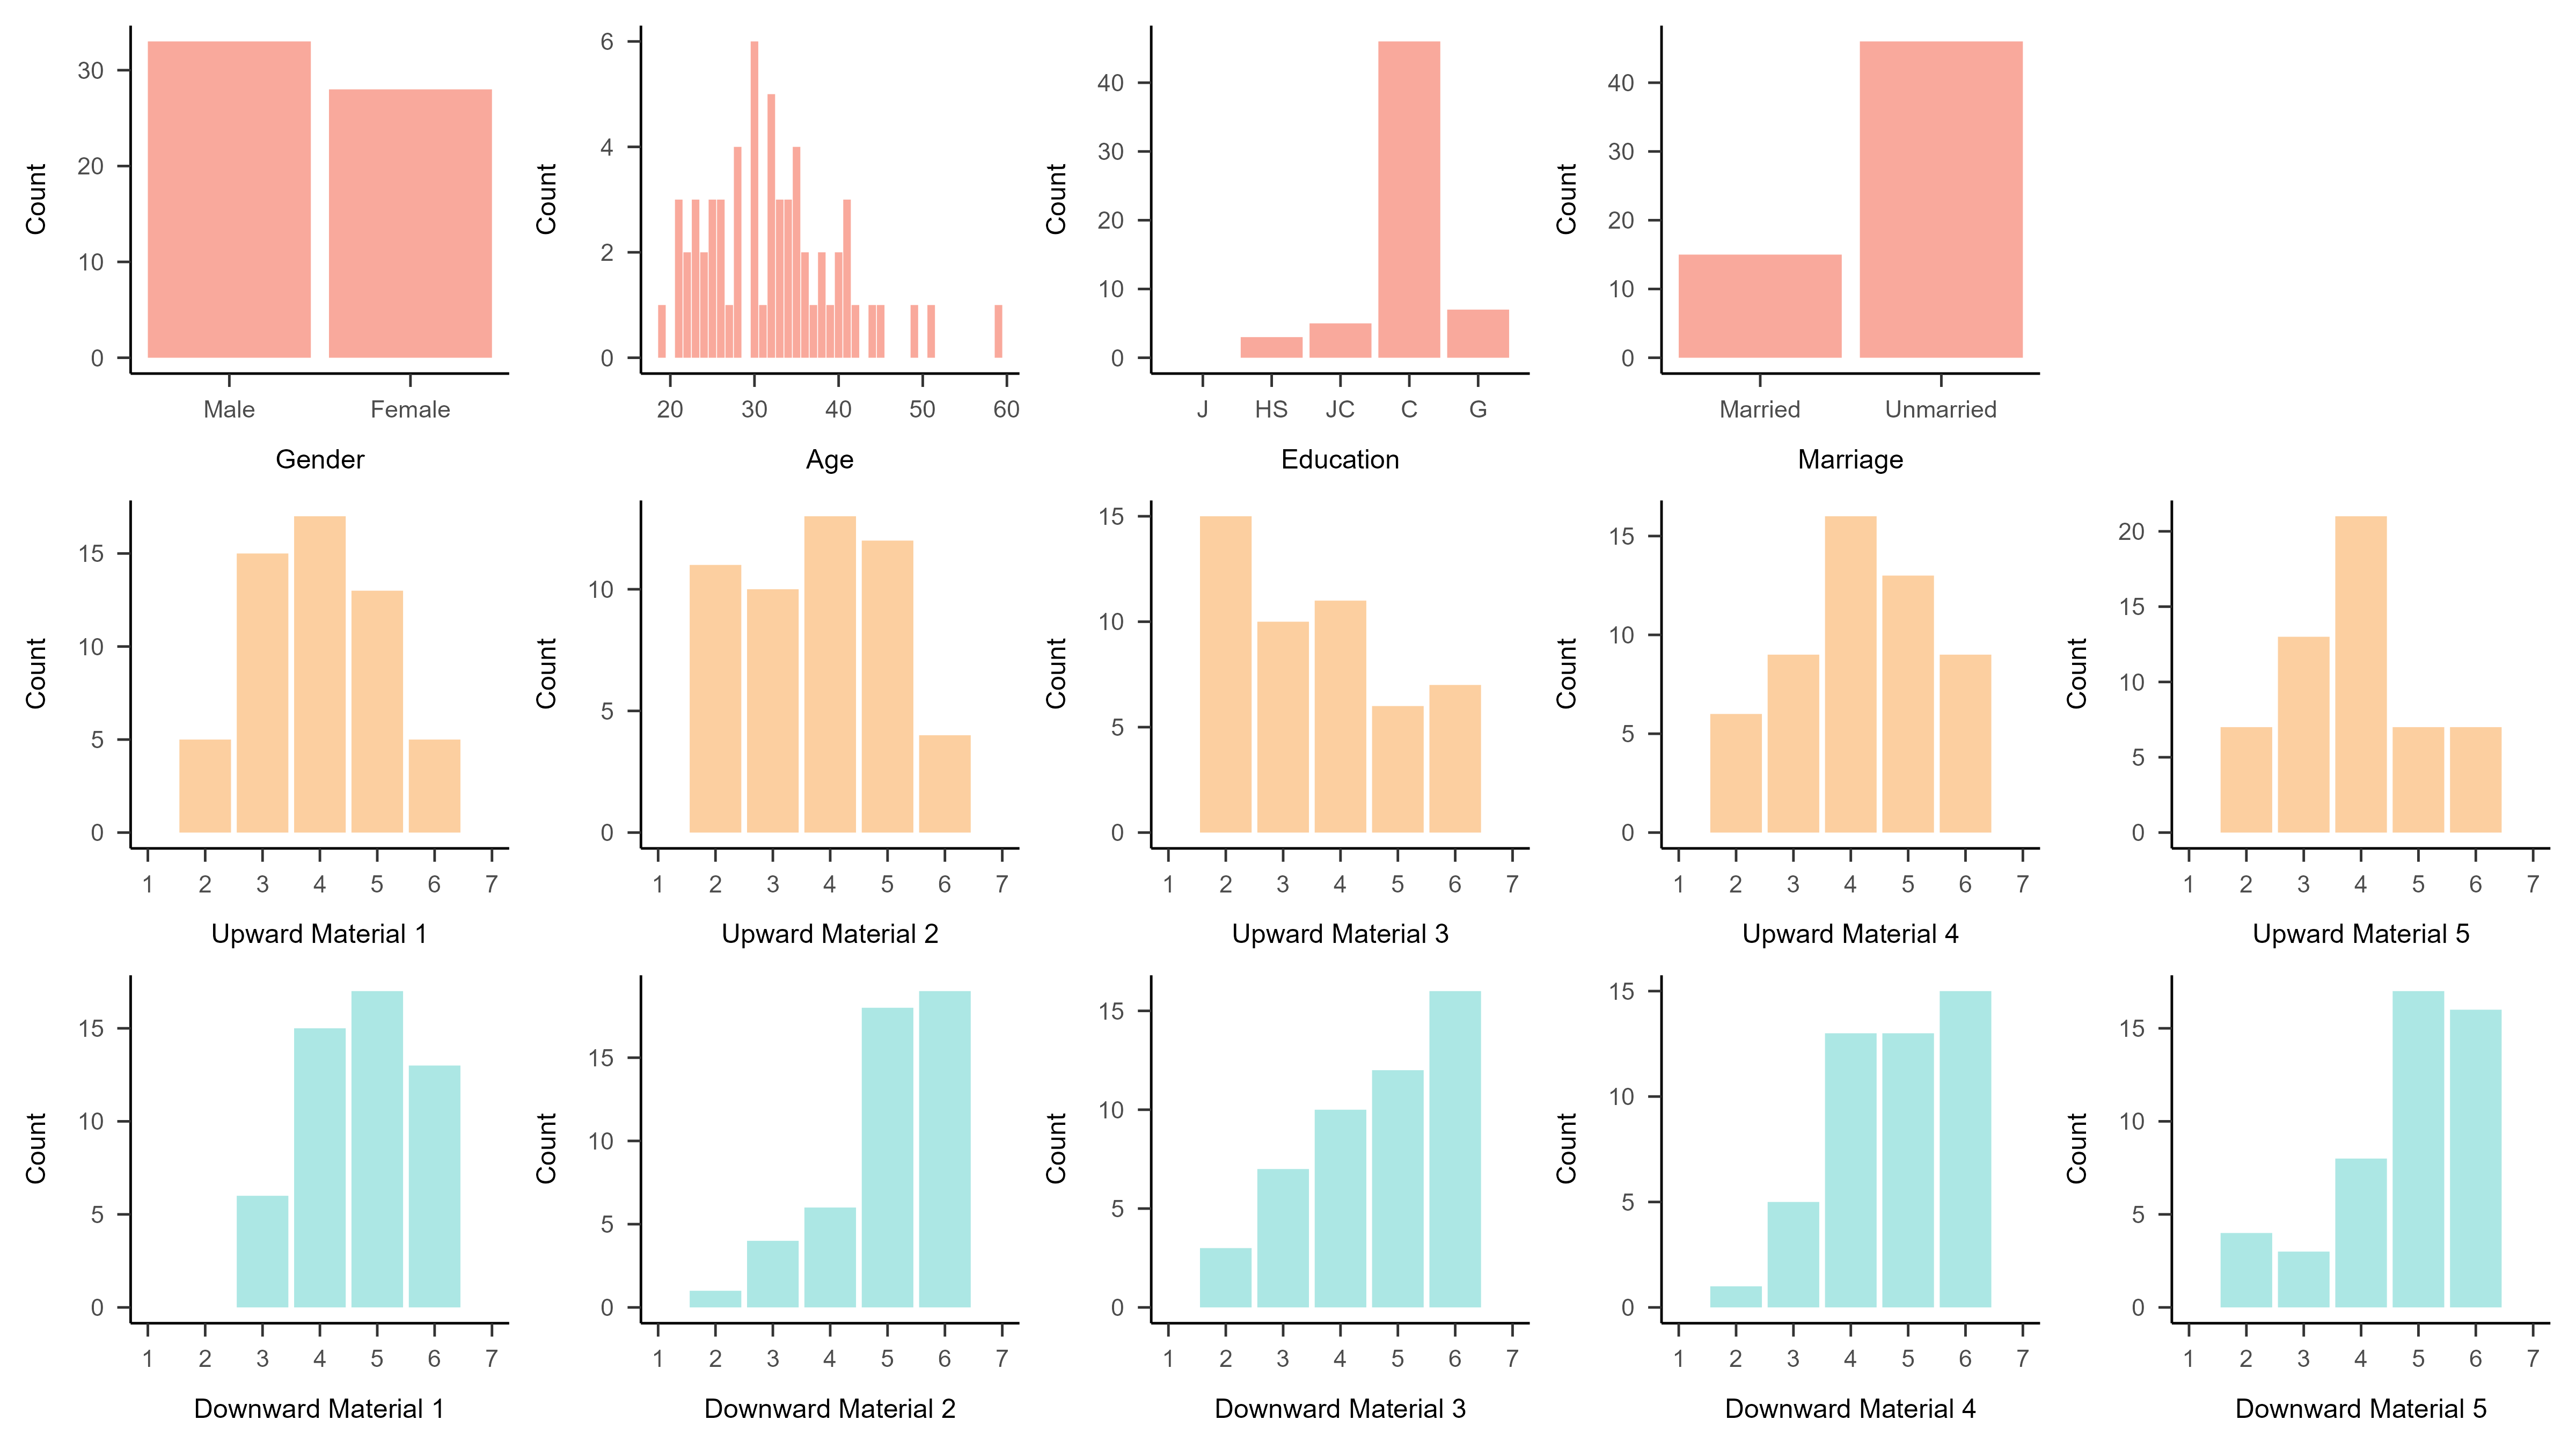 Count
30
20
10
0
Male Female
Gender
Count
6
4
2
0
20 30 40 50 60
Age
Count
40
30
20
10
0
J HS JC C G
Education
Count
40
30
20
10
0
Married Unmarried
Marriage
Count
15
10
5
0
1 2 3 4 5 6 7
Upward Material 1
Count
10
5
0
1 2 3 4 5 6 7
Upward Material 2
Count
15
10
5
0
1 2 3 4 5 6 7
Upward Material 3
Count
15
10
5
0
1 2 3 4 5 6 7
Upward Material 4
Count
20
15
10
5
0
1 2 3 4 5 6 7
Upward Material 5
Count
15
10
5
0
1 2 3 4 5 6 7
Downward Material 1
Count
15
10
5
0
1 2 3 4 5 6 7
Downward Material 2
Count
15
10
5
0
1 2 3 4 5 6 7
Downward Material 3
Count
15
10
5
0
1 2 3 4 5 6 7
Downward Material 4
Count
15
10
5
0
1 2 3 4 5 6 7
Downward Material 5